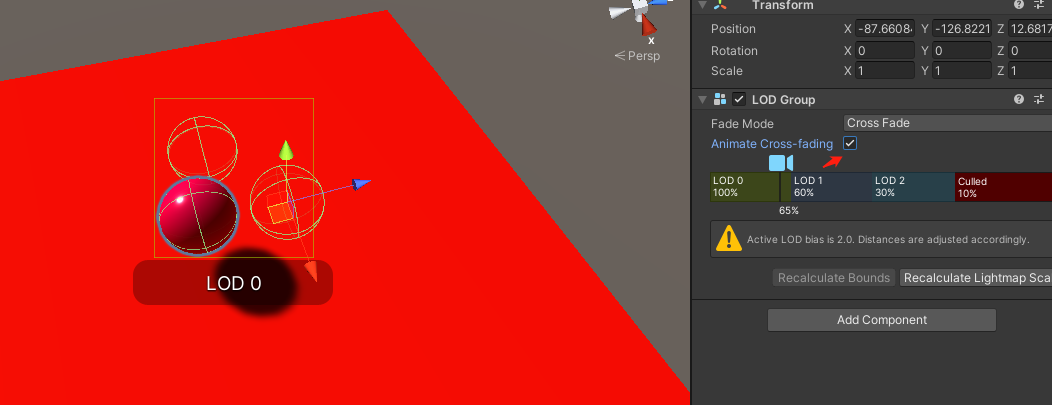 x
Persp
LOD 0
Transform
Position X -87.6608 Y -126.8221 Z 12.6817
Rotation X 0 Y 0 Z 0
Scale X 1 Y 1 Z 1
LOD Group
Fade Mode Cross Fade
Animate Cross-fading
LOD 0 LOD 1 LOD 2 Culled
100% 60% 30% 10%
65%
Active LOD bias is 2.0. Distances are adjusted accordingly.
Recalculate Bounds Recalculate Lightmap Sca
Add Component